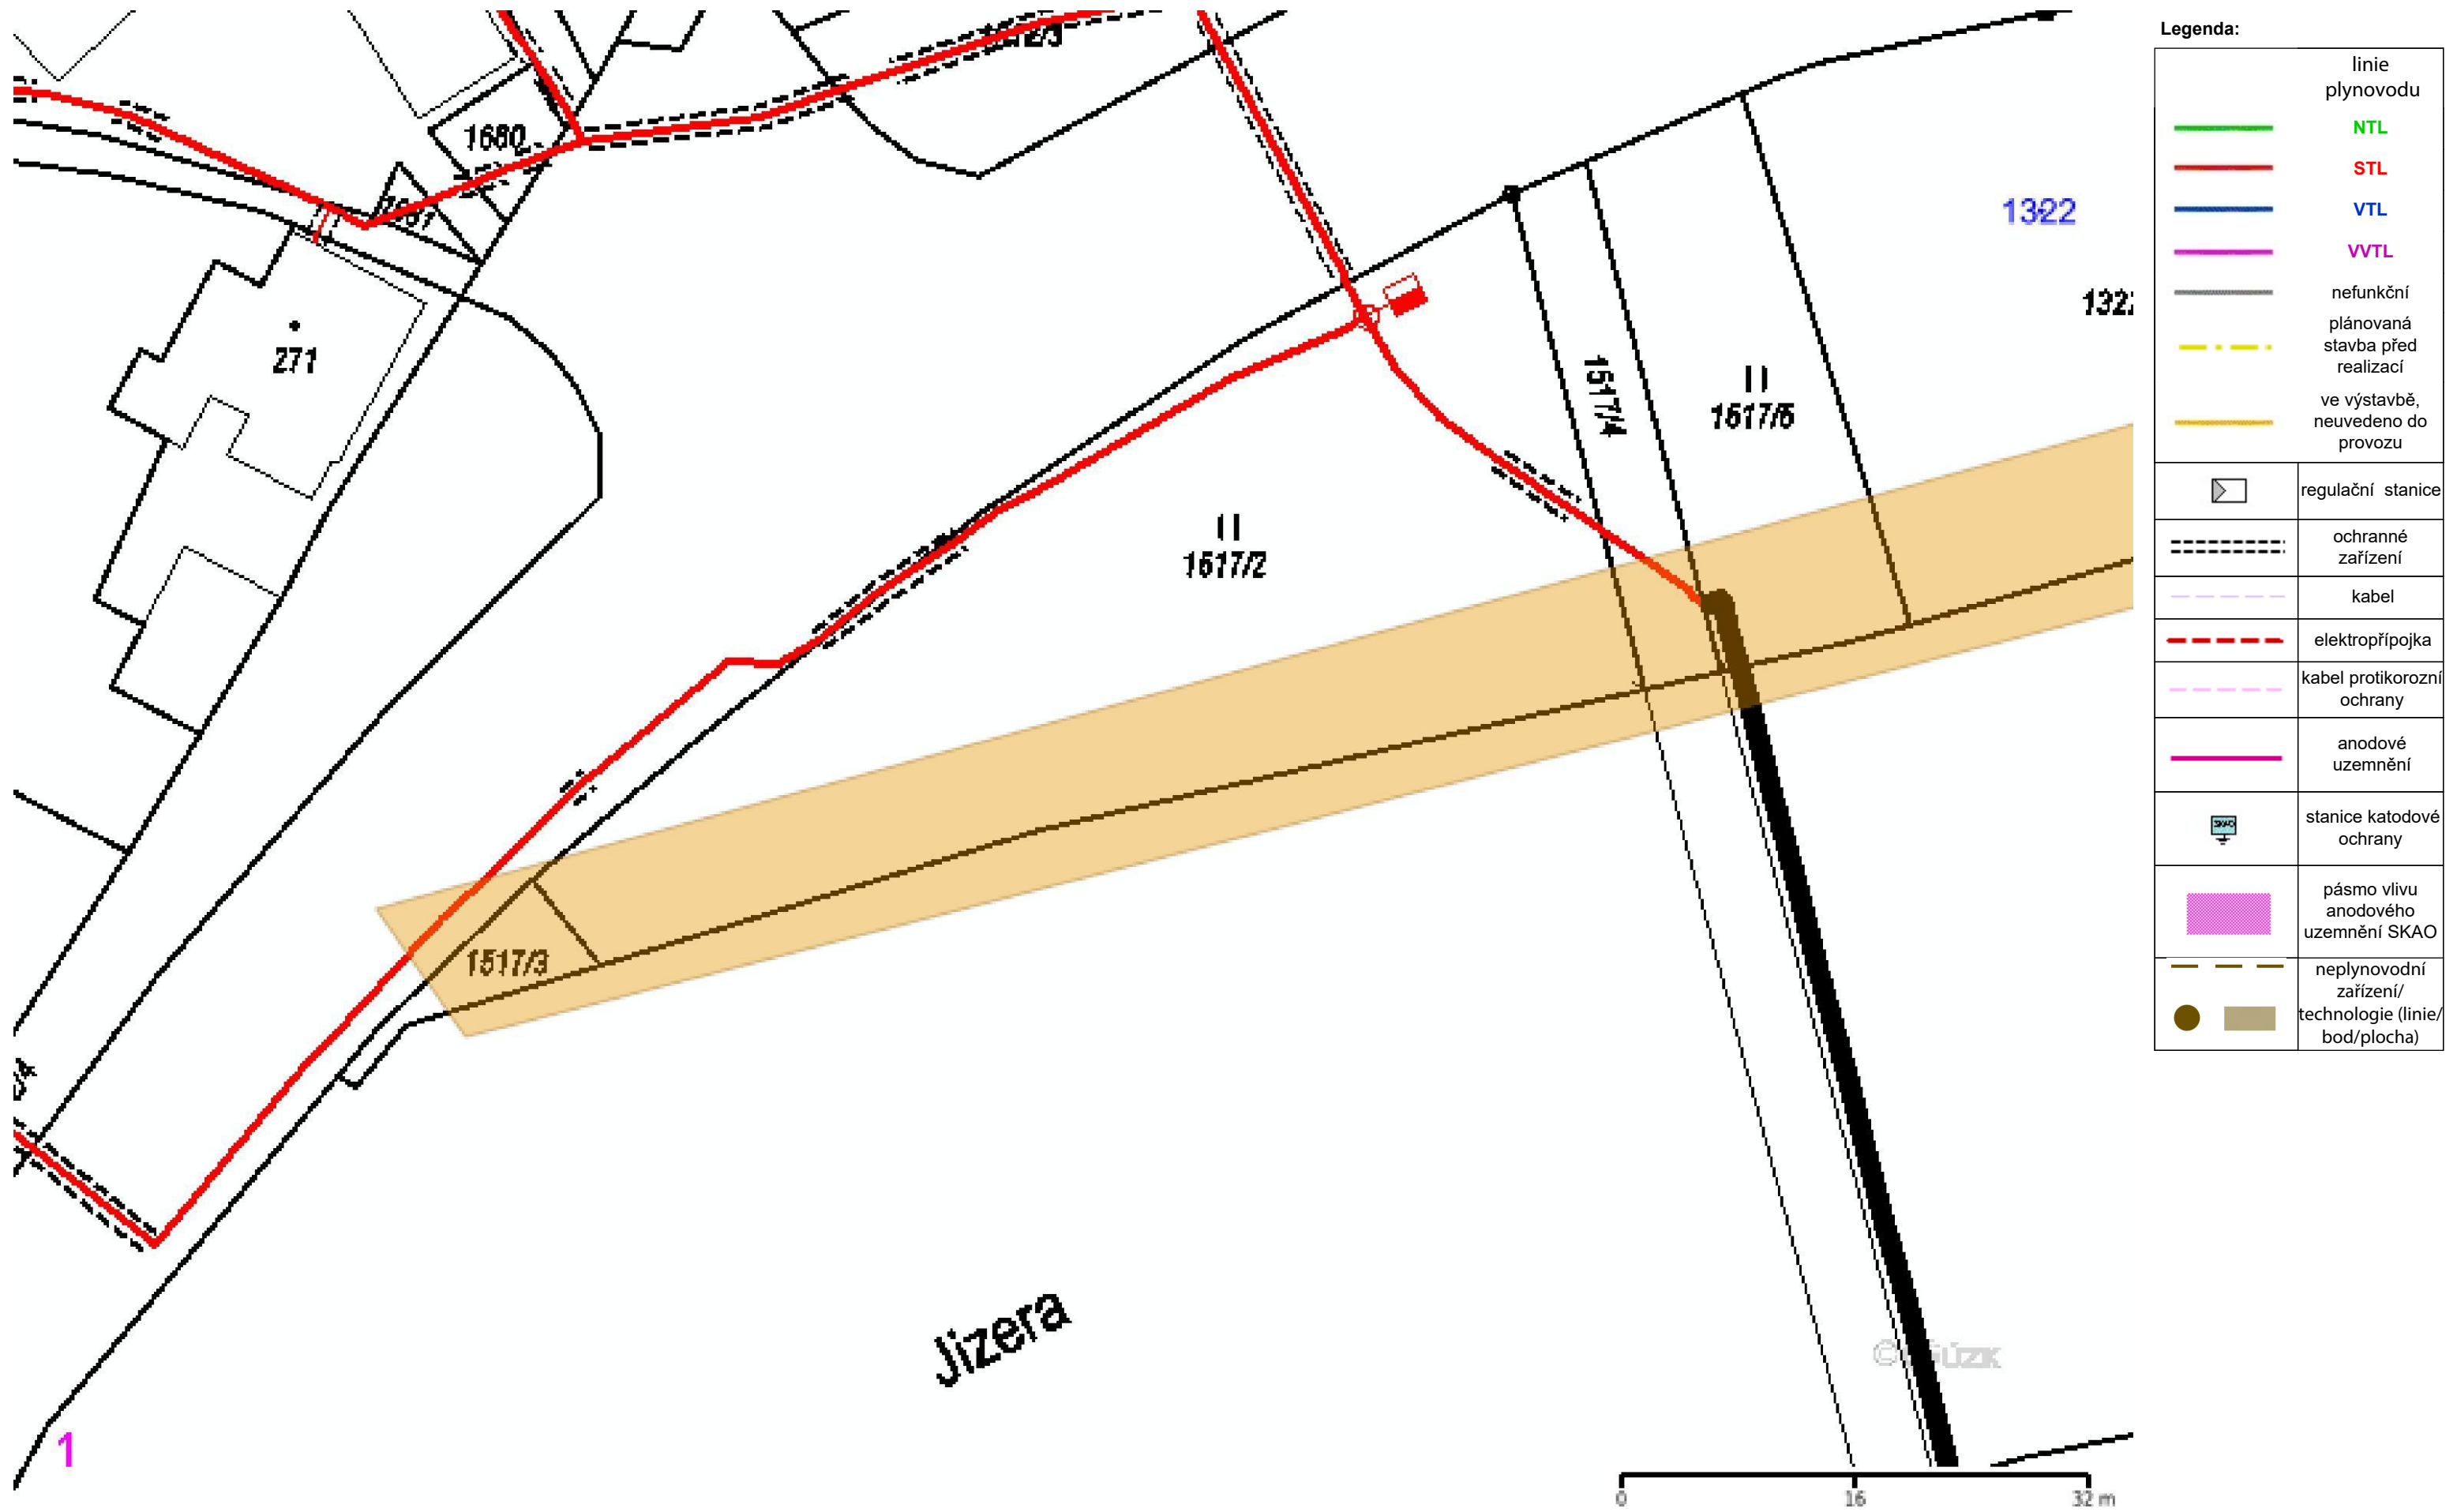 1680
271
1517/2
1517/3
1517/4
1517/5
1322
Jizera
1
0 16 32 m
Legenda:
linie
plynovodu
NTL
STL
VTL
VVTL
nefunkční
plánovaná
stavba před
realizací
ve výstavbě,
neuvedeno do
provozu
regulační stanice
ochranné
zařízení
kabel
elektropřípojka
kabel protikorozní
ochrany
anodové
uzemnění
SKAO
stanice katodové
ochrany
pásmo vlivu
anodového
uzemnění SKAO
neplynovodní
zařízení/
technologie (linie/
bod/plocha)